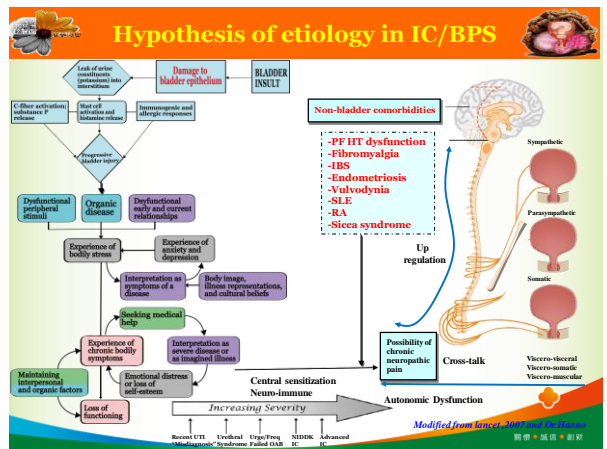 Hypothesis of etiology in IC/BPS
Leak of urine
constituents
(potassium) into
interstitium
Damage to
bladder epithelium
BLADDER
INSULT
C-fiber activation;
substance P
release
Mast cell
activation and
histamine release
Immunogenic and
allergic responses
Progressive
bladder injury
Dysfunctional
peripheral
stimuli
Organic
disease
Dysfunctional
early and current
relationships
Experience of
bodily stress
Experience of
anxiety and
depression
Interpretation as
symptoms of a
disease
Body image,
illness representations,
and cultural beliefs
Seeking medical
help
Experience of
chronic bodily
symptoms
Interpretation as
severe disease or
as imagined illness
Maintaining
interpersonal
and organic factors
Emotional distress
or loss of
self-esteem
Loss of
functioning
Non-bladder comorbidities
-PF HT dysfunction
-Fibromyalgia
-IBS
-Endometriosis
-Vulvodynia
-SLE
-RA
-Sicca syndrome
Up
regulation
Sympathetic
Parasympathetic
Somatic
Possibility of
chronic
neuropathic
pain
Cross-talk
Viscero-visceral
Viscero-somatic
Viscero-muscular
Central sensitization
Neuro-immune
Autonomic Dysfunction
Increasing Severity
Recent UTI
"Misdiagnosis"
Urethral
Syndrome
Urge/Freq
Failed OAB
NIDDK
IC
Advanced
IC
Modified from lancet ,2007 and Dr.Hanno
關懷 誠信 創新